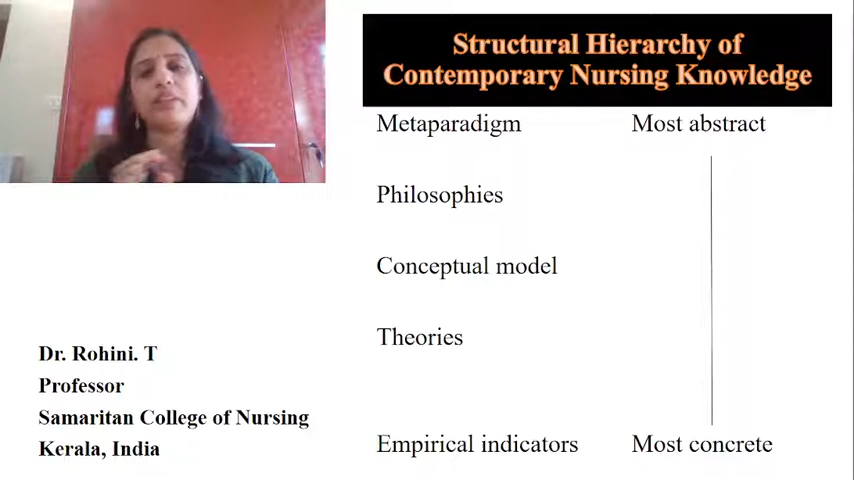 Structural Hierarchy of
Contemporary Nursing Knowledge
Metaparadigm Most abstract
Philosophies
Conceptual model
Theories
Empirical indicators Most concrete
Dr. Rohini. T
Professor
Samaritan College of Nursing
Kerala, India